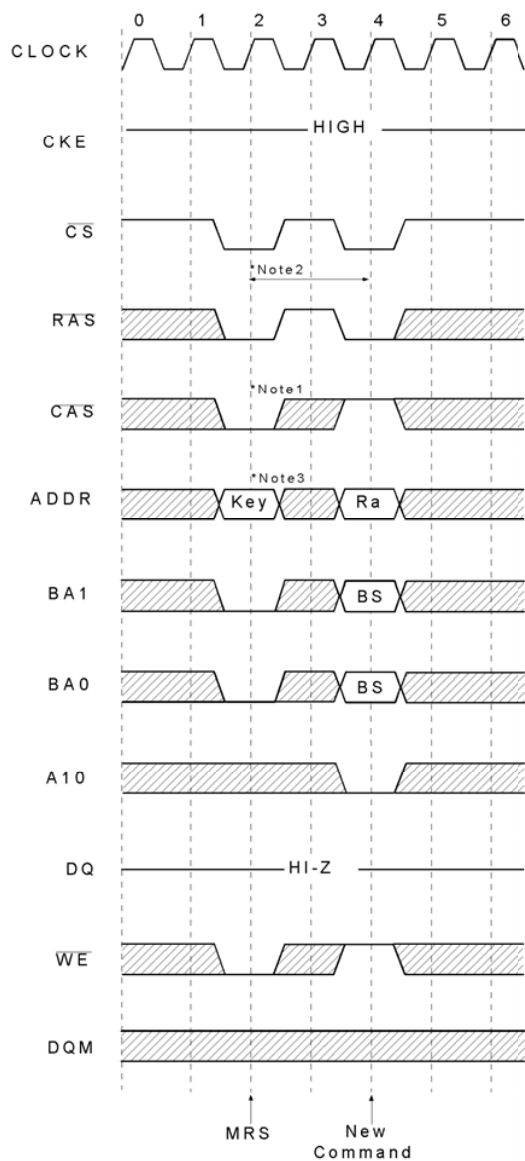 0 1 2 3 4 5 6
CLOCK
CKE
HIGH
CS
*Note2
RAS
*Note1
CAS
*Note3
ADDR
Key
Ra
BA1
BS
BA0
BS
A10
DQ
HI-Z
WE
DQM
MRS
New
Command